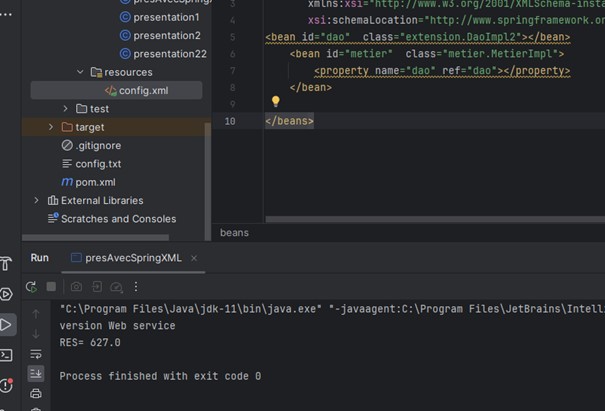 presentation1
presentation2
presentation22
resources
config.xml
test
target
.gitignore
config.txt
pom.xml
External Libraries
Scratches and Consoles
3 xmlns:xsi="http://www.w3.org/2001/XMLSchema-insta
4 xsi:schemaLocation="http://www.springframework.or
5 <bean id="dao" class="extension.DaoImpl2"></bean>
6 <bean id="metier" class="metier.MetierImpl">
7 <property name="dao" ref="dao"></property>
8 </bean>
9
10 </beans>
beans
Run presAvecSpringXML
"C:\Program Files\Java\jdk-11\bin\java.exe" "-javaagent:C:\Program Files\JetBrains\Intelli
version Web service
RES= 627.0
Process finished with exit code 0